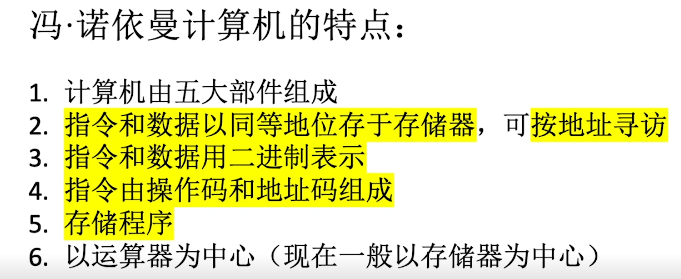 冯·诺依曼计算机的特点：
1. 计算机由五大部件组成
2. 指令和数据以同等地位存于存储器，可按地址寻访
3. 指令和数据用二进制表示
4. 指令由操作码和地址码组成
5. 存储程序
6. 以运算器为中心（现在一般以存储器为中心）